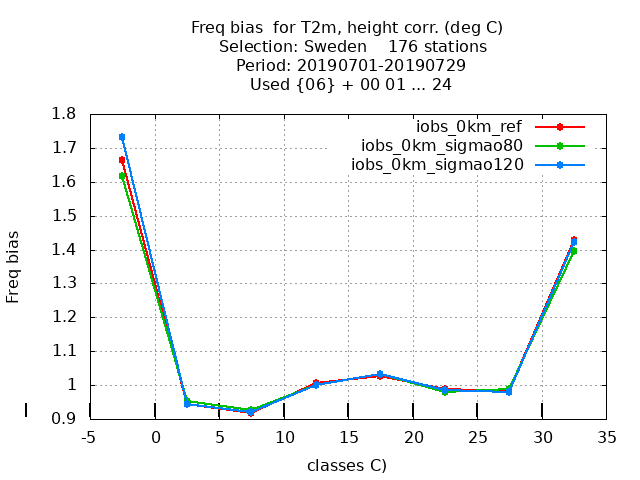 Freq bias  for T2m, height corr. (deg C)
Selection: Sweden    176 stations
Period: 20190701-20190729
Used {06} + 00 01 ... 24
iobs_0km_ref
iobs_0km_sigmao80
iobs_0km_sigmao120
Freq bias
1.8
1.7
1.6
1.5
1.4
1.3
1.2
1.1
1
0.9
-5 0 5 10 15 20 25 30 35
classes C)